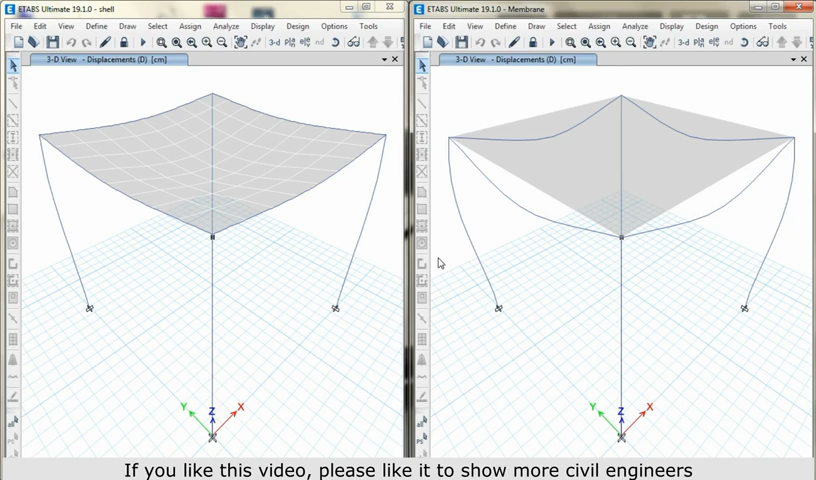 ETABS Ultimate 19.1.0 - shell
File Edit View Define Draw Select Assign Analyze Display Design Options Tools
3-d
3-D View - Displacements (D) [cm]
Y Z X
ETABS Ultimate 19.1.0 - Membrane
File Edit View Define Draw Select Assign Analyze Display Design Options Tools
3-d
3-D View - Displacements (D) [cm]
Y Z X
If you like this video, please like it to show more civil engineers